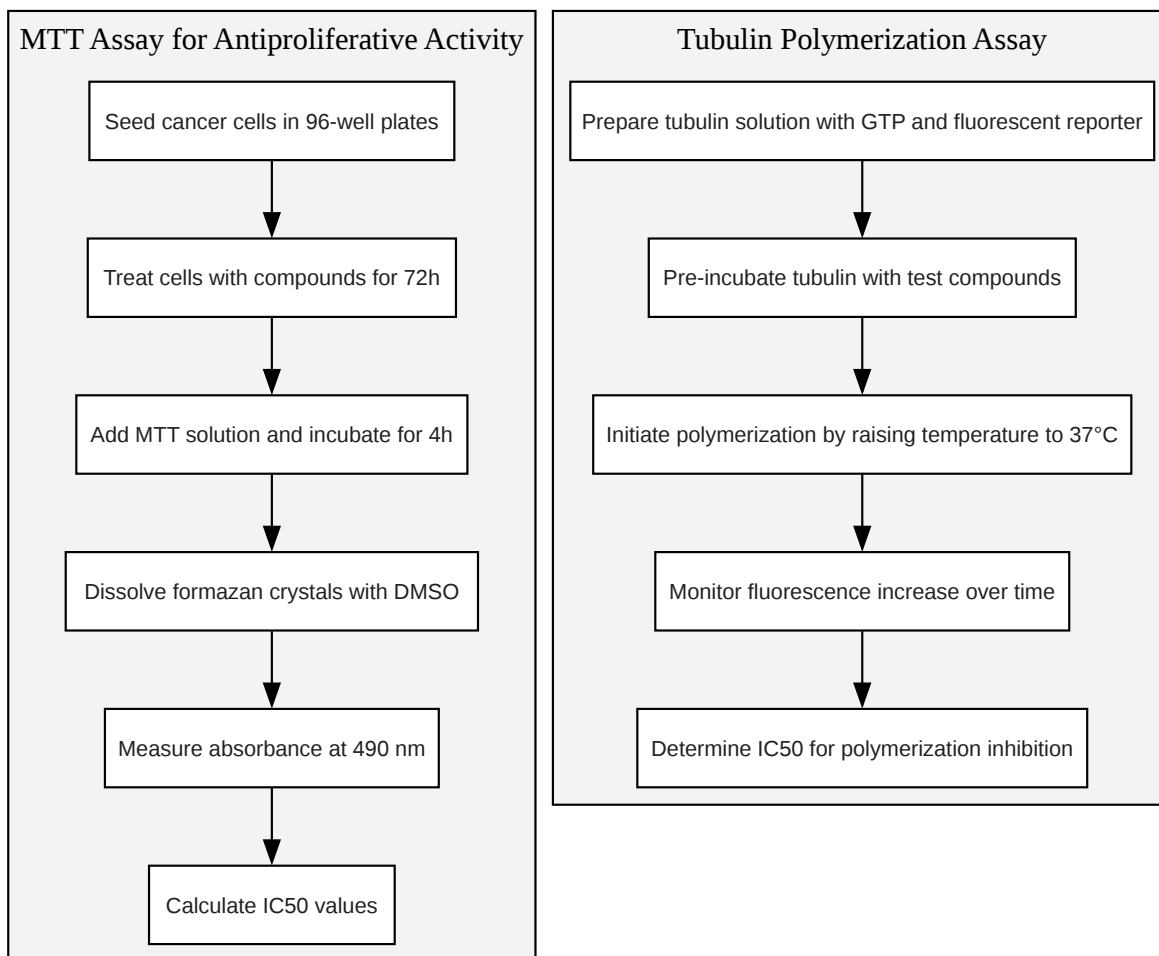 MTT Assay for Antiproliferative Activity
Seed cancer cells in 96-well plates
Treat cells with compounds for 72h
Add MTT solution and incubate for 4h
Dissolve formazan crystals with DMSO
Measure absorbance at 490 nm
Calculate IC50 values
Tubulin Polymerization Assay
Prepare tubulin solution with GTP and fluorescent reporter
Pre-incubate tubulin with test compounds
Initiate polymerization by raising temperature to 37°C
Monitor fluorescence increase over time
Determine IC50 for polymerization inhibition